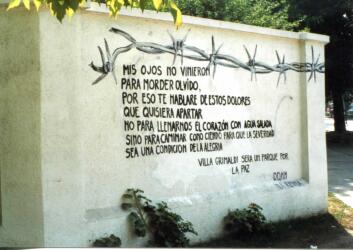 MIS OJOS NO VINIERON
PARA MORDER OLVIDO,
POR ESO TE HABLARE DE ESTOS DOLORES
QUE QUISIERA APARTAR
NO PARA LLENARNOS EL CORAZÓN CON AGUA SALADA
SINO PARA CAMINAR COMO CIENDO PARA QUE LA SEVERIDAD
SEA UNA CONDICION DE LA ALEGRIA
VILLA GRIMALDI SERA UN PARQUE POR
LA PAZ